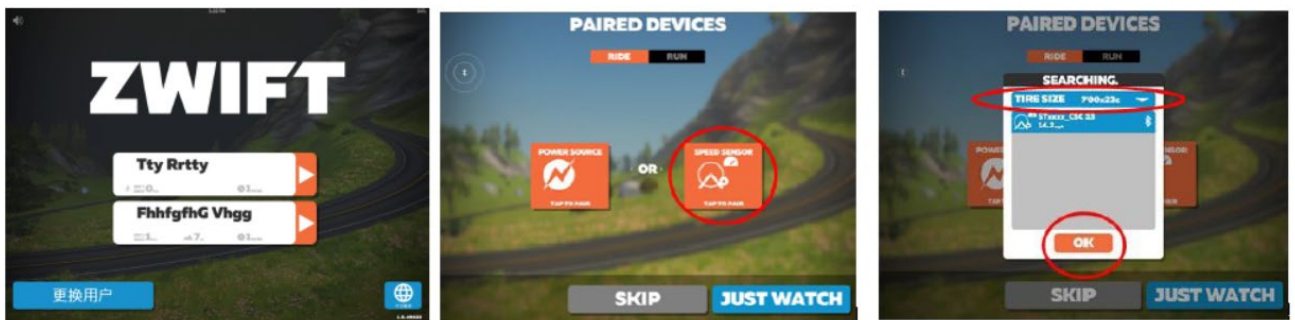 ZWIFT
Tty Rrtty
FhhfgfhG Vhgg
更换用户
PAIRED DEVICES
RIDE RUN
POWER SOURCE
TAP TO PAIR
OR
SPEED SENSOR
TAP TO PAIR
SKIP
JUST WATCH
PAIRED DEVICES
RIDE RUN
SEARCHING.
TIRE SIZE 700x23c
OK
SKIP
JUST WATCH